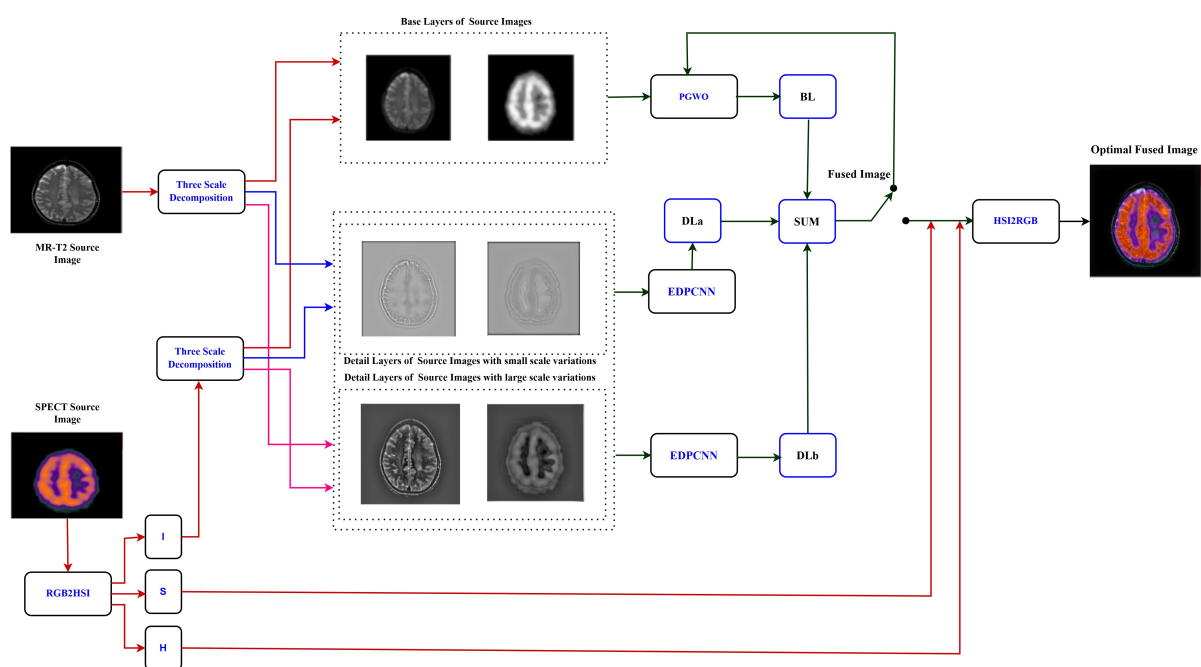 Base Layers of Source Images
PGWO
BL
MR-T2 Source
Image
Three Scale
Decomposition
Fused Image
Optimal Fused Image
DLa
SUM
HSI2RGB
EDPCNN
Three Scale
Decomposition
Detail Layers of Source Images with small scale variations
Detail Layers of Source Images with large scale variations
SPECT Source
Image
EDPCNN
DLb
I
RGB2HSI
S
H